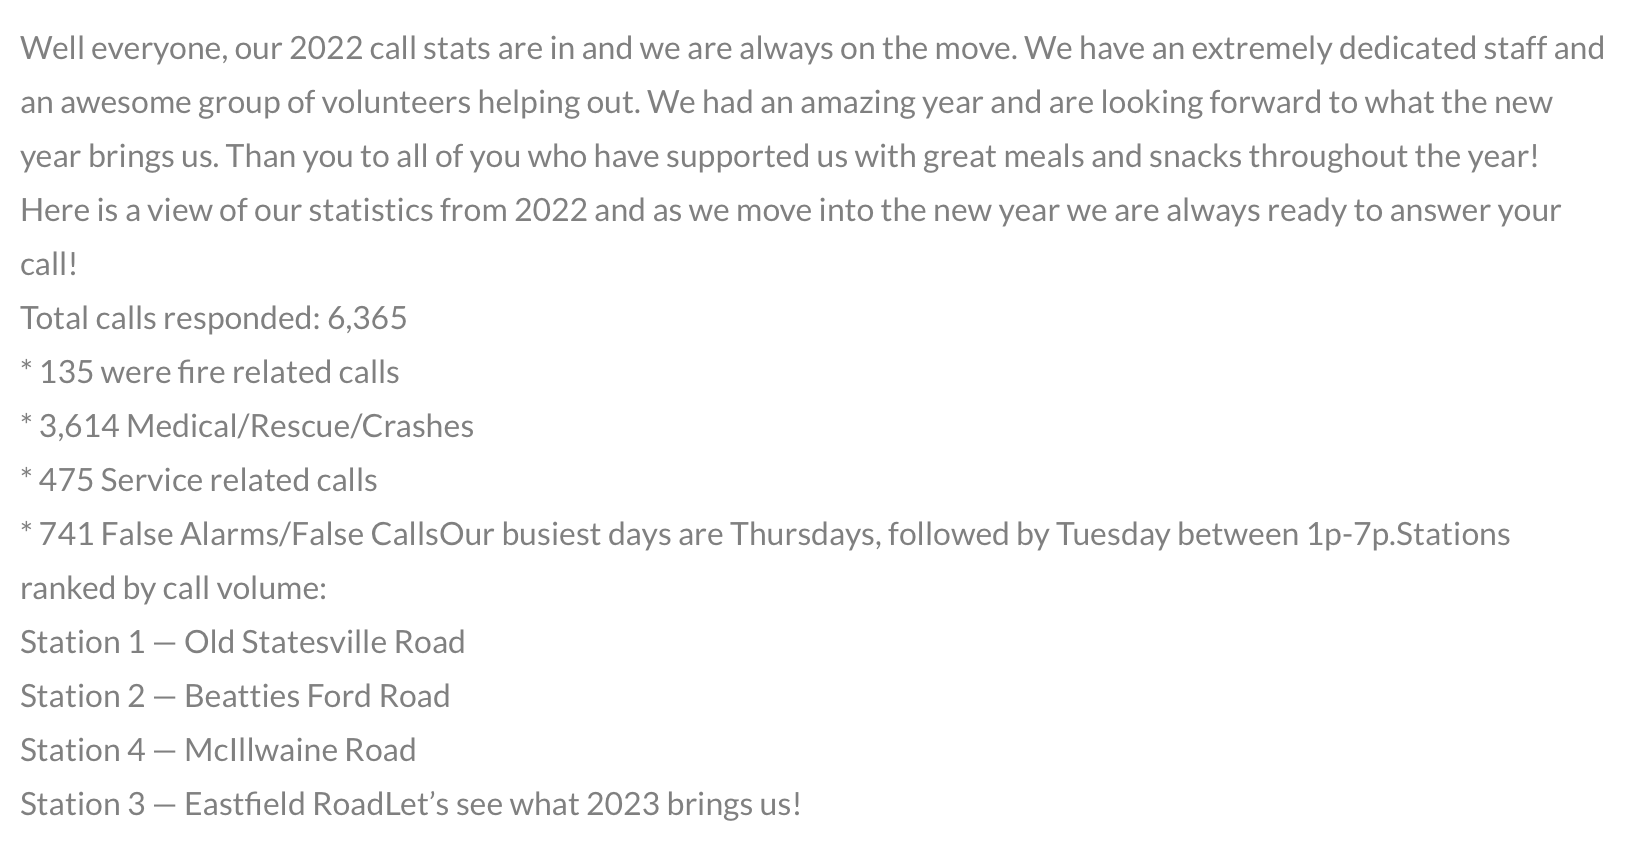 Well everyone, our 2022 call stats are in and we are always on the move. We have an extremely dedicated staff and
an awesome group of volunteers helping out. We had an amazing year and are looking forward to what the new
year brings us. Than you to all of you who have supported us with great meals and snacks throughout the year!
Here is a view of our statistics from 2022 and as we move into the new year we are always ready to answer your
call!
Total calls responded: 6,365
* 135 were fire related calls
* 3,614 Medical/Rescue/Crashes
* 475 Service related calls
* 741 False Alarms/False CallsOur busiest days are Thursdays, followed by Tuesday between 1p-7p.Stations
ranked by call volume:
Station 1 — Old Statesville Road
Station 2 — Beatties Ford Road
Station 4 — McIllwaine Road
Station 3 — Eastfield RoadLet’s see what 2023 brings us!